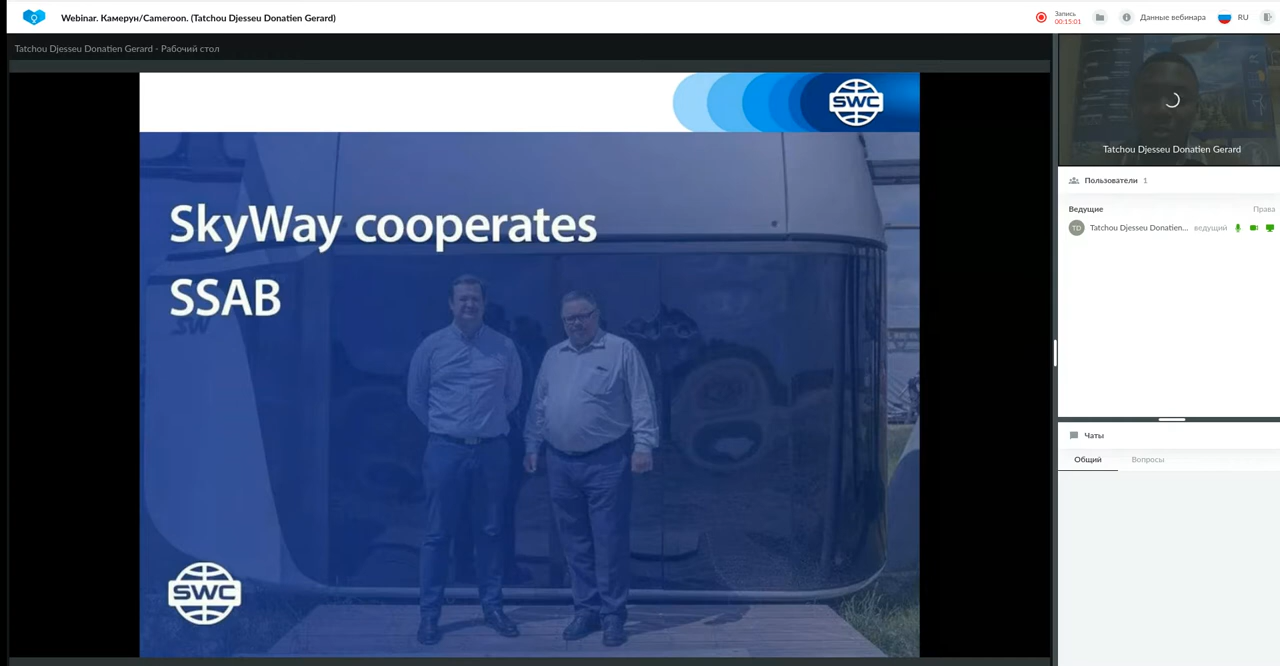 Webinar. Камерун/Cameroon. (Tatchou Djesseu Donatien Gerard)
Запись
00:15:01
Данные вебинара
RU
Tatchou Djesseu Donatien Gerard - Рабочий стол
SWC
SkyWay cooperates
SSAB
SW
SWC
Tatchou Djesseu Donatien Gerard
Пользователи 1
Ведущие
Права
TD
Tatchou Djesseu Donatien... ведущий
Чаты
Общий
Вопросы